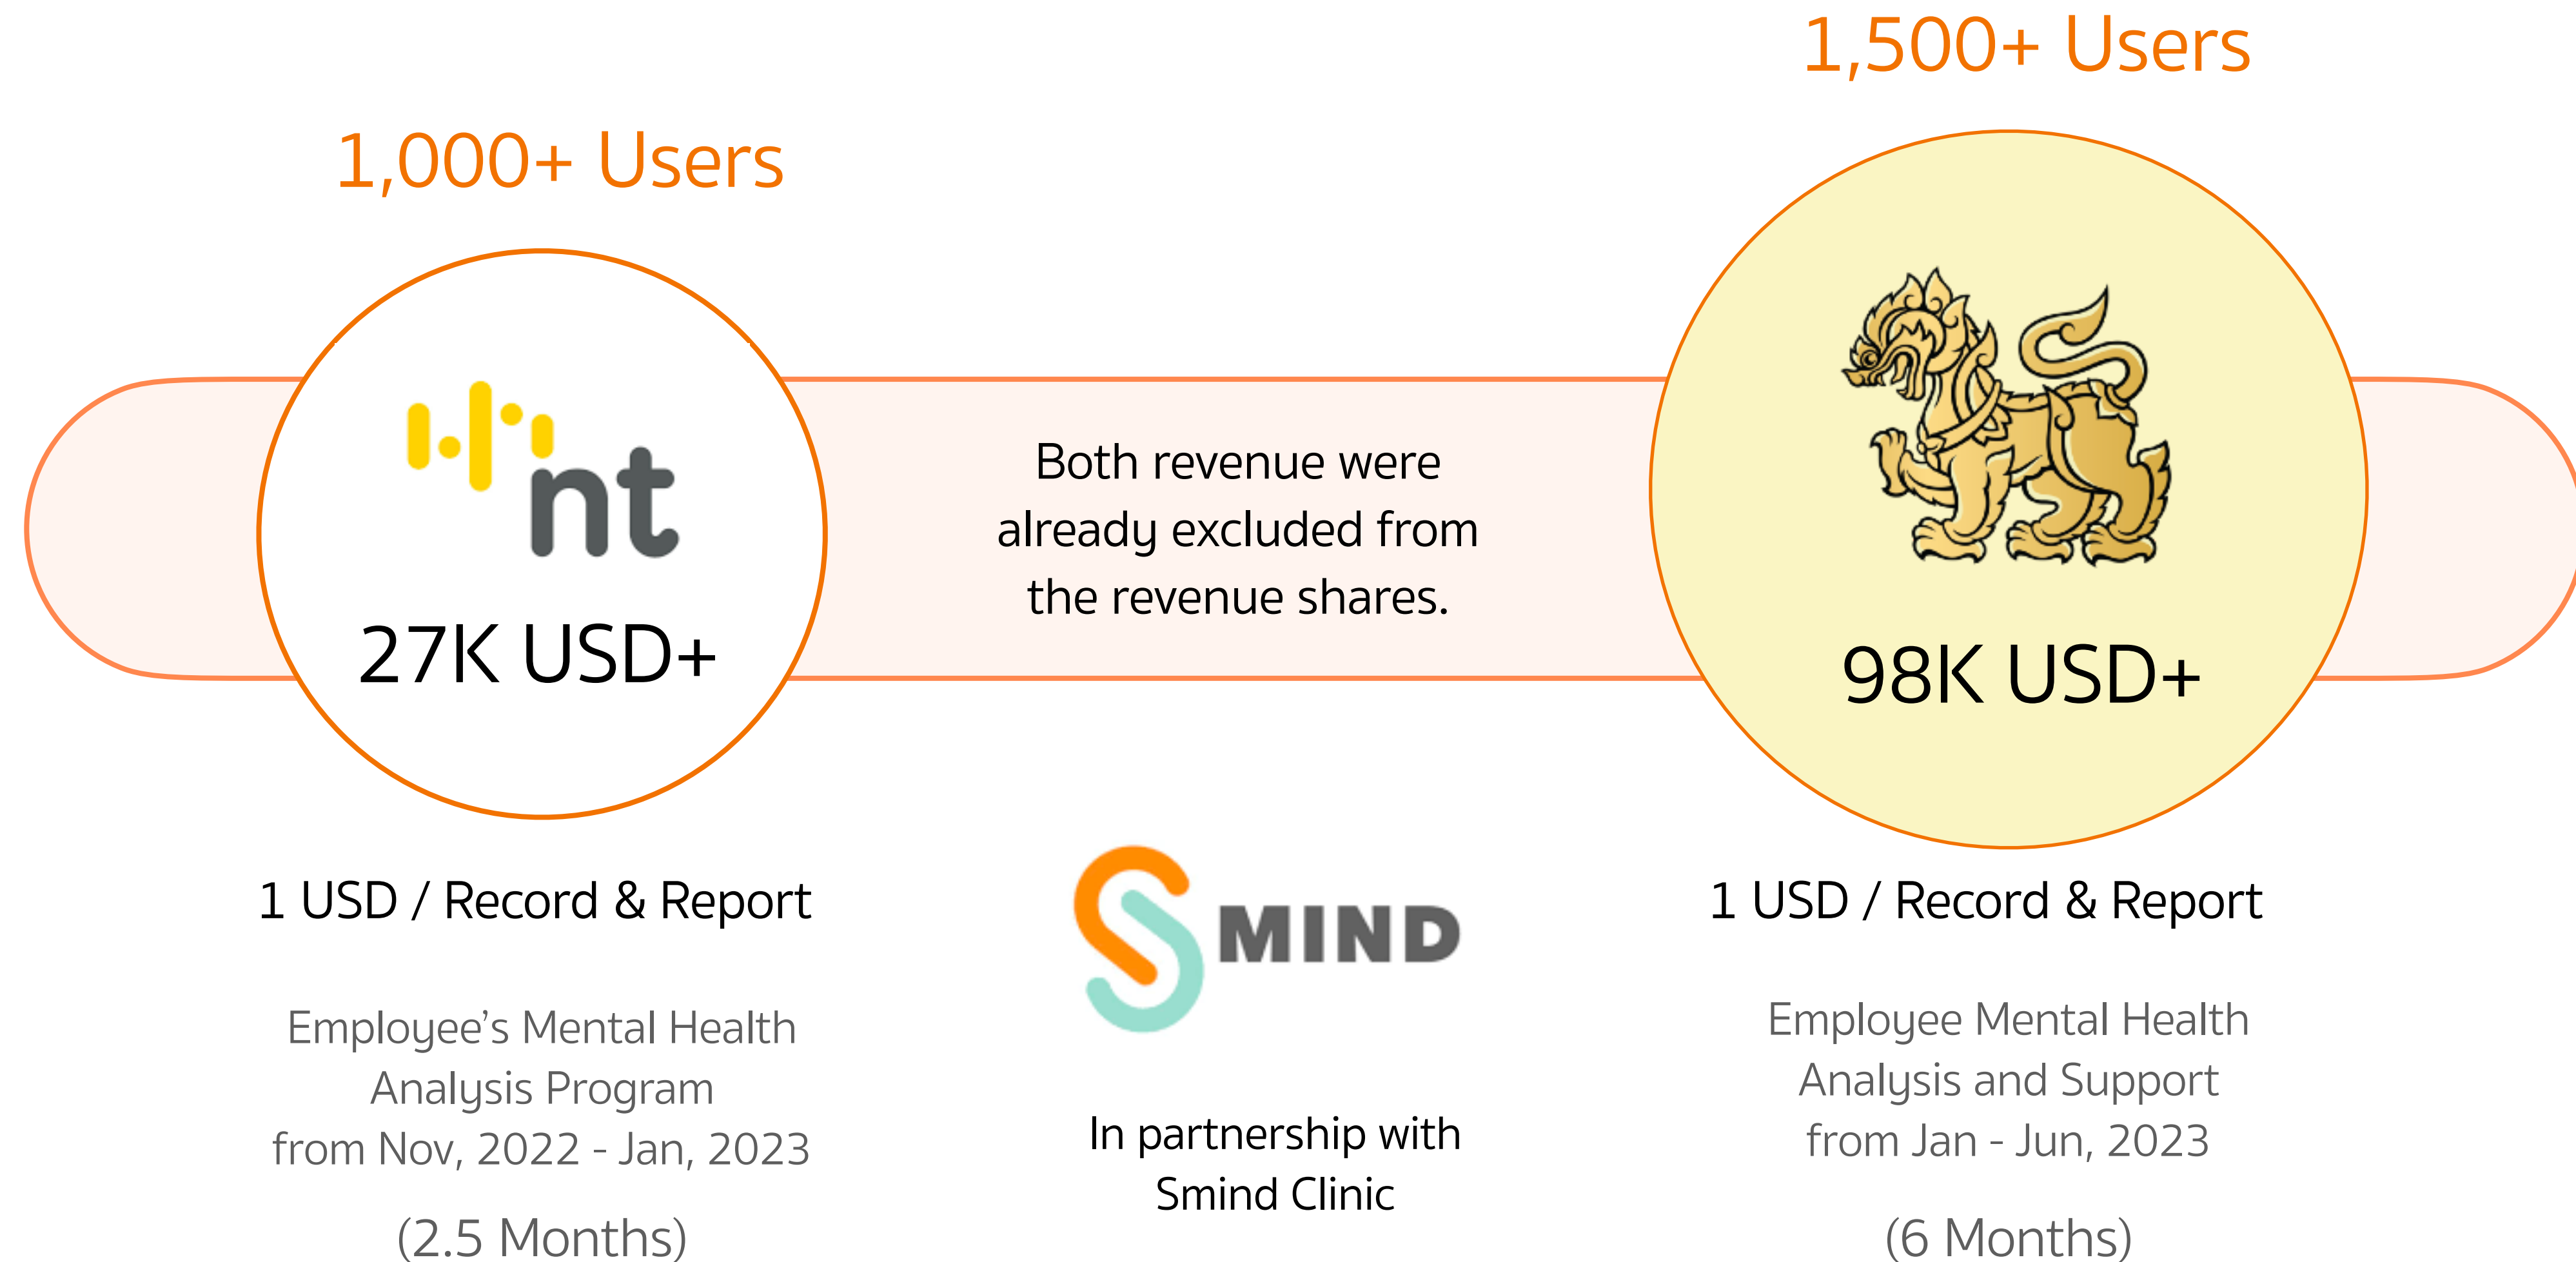 1,000+ Users
nt
27K USD+
1 USD / Record & Report
Employee’s Mental Health
Analysis Program
from Nov, 2022 - Jan, 2023
(2.5 Months)
Both revenue were
already excluded from
the revenue shares.
S MIND
In partnership with
Smind Clinic
1,500+ Users
98K USD+
1 USD / Record & Report
Employee Mental Health
Analysis and Support
from Jan - Jun, 2023
(6 Months)